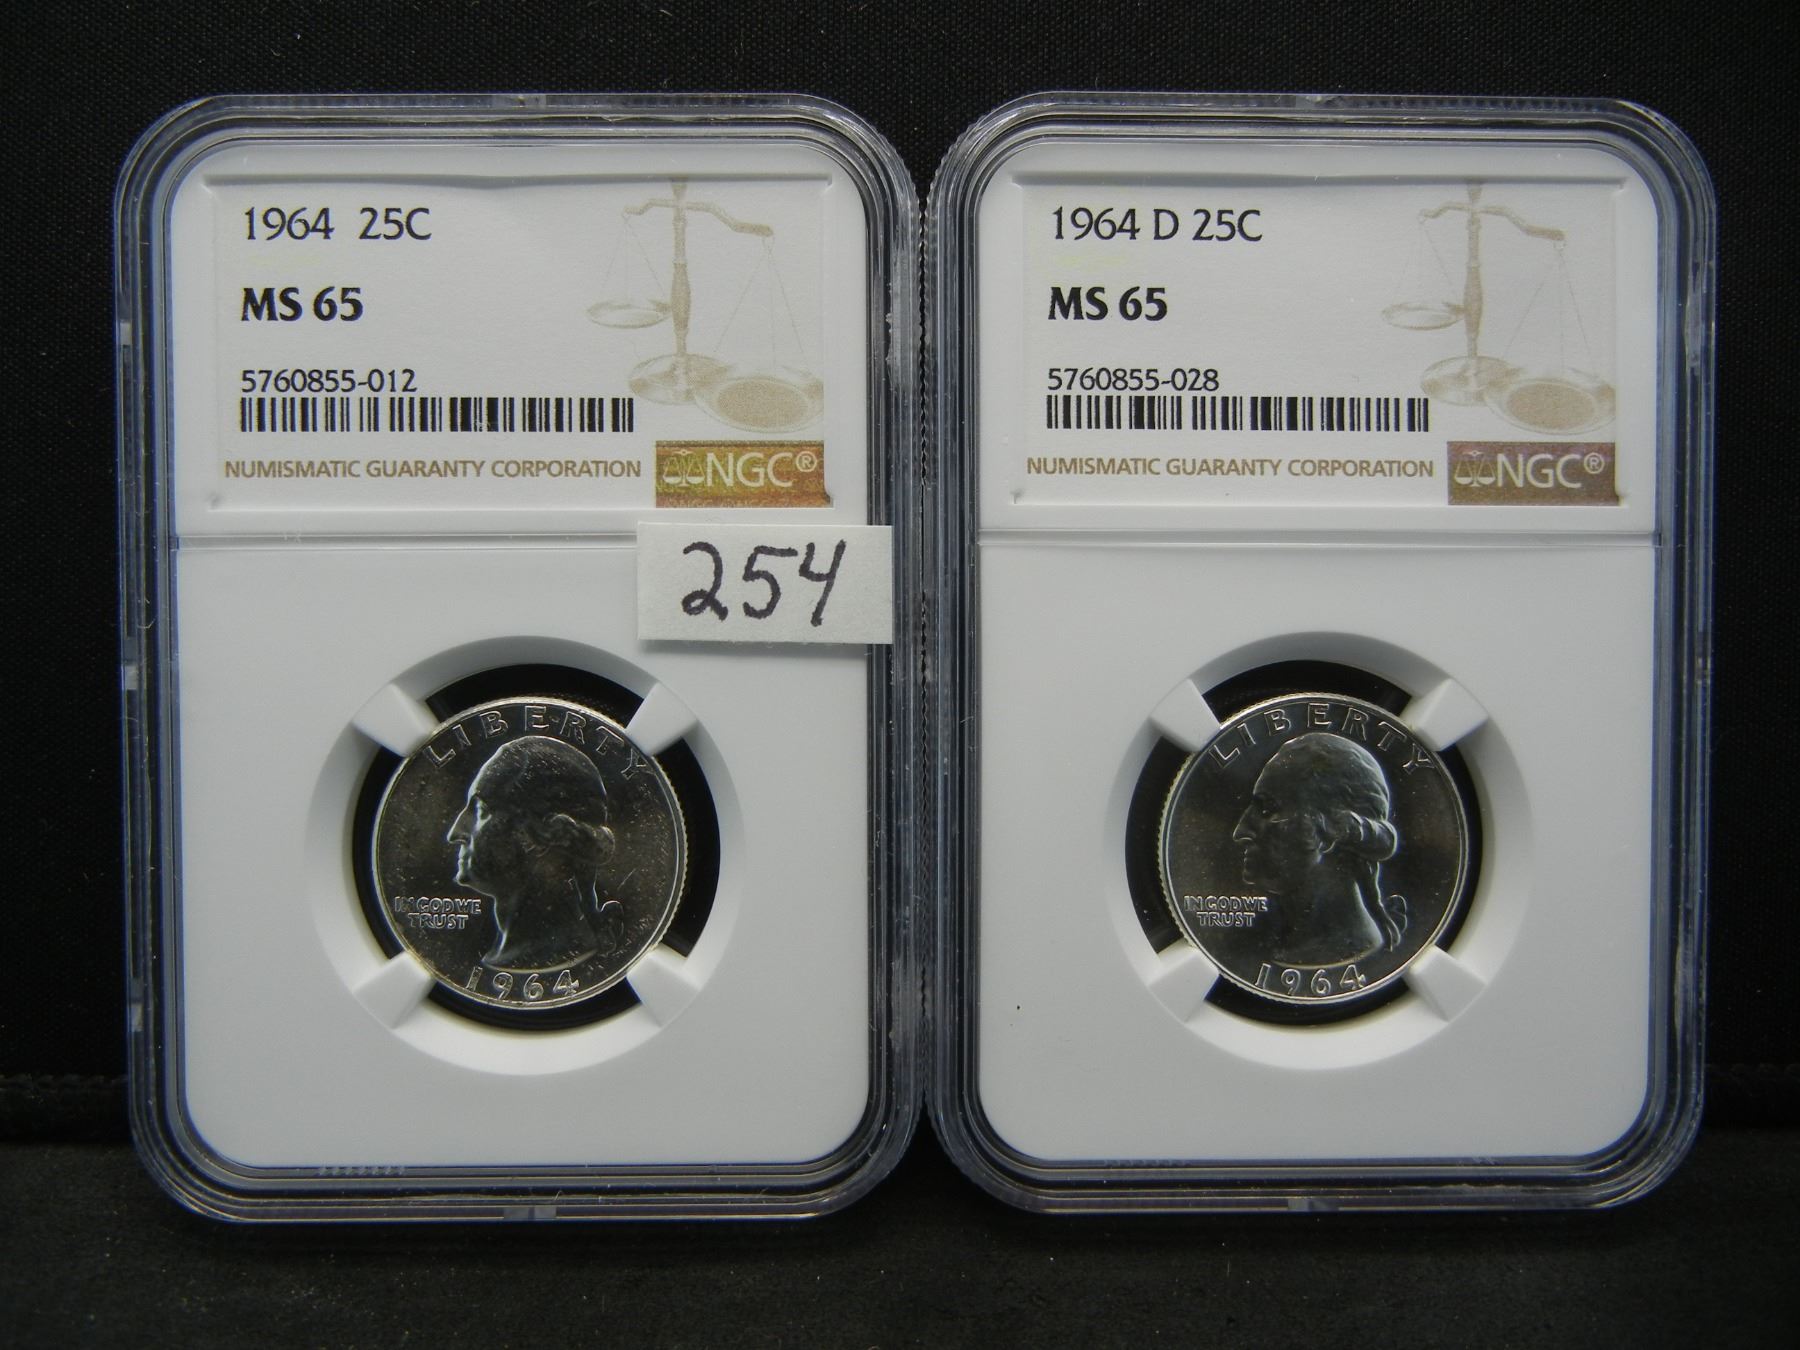 1964 25C
MS 65
5760855-012
NUMISMATIC GUARANTY CORPORATION
NGC®
254
LIBERTY
IN GOD WE
TRUST
1964
1964 D 25C
MS 65
5760855-028
NUMISMATIC GUARANTY CORPORATION
NGC®
LIBERTY
IN GOD WE
TRUST
1964